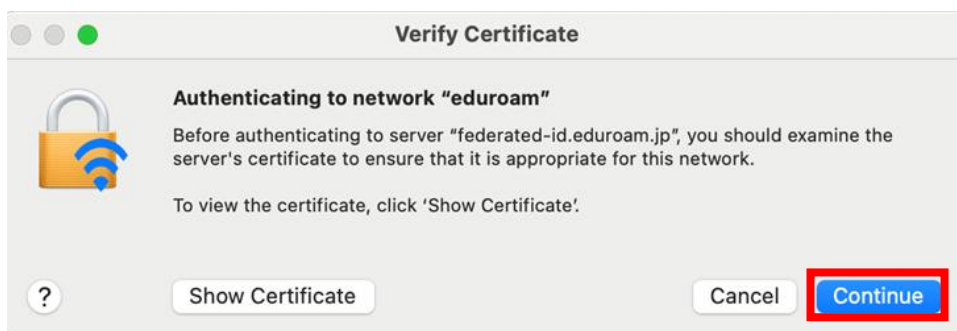 Verify Certificate
Authenticating to network “eduroam”
Before authenticating to server "federated-id.eduroam.jp", you should examine the
server's certificate to ensure that it is appropriate for this network.
To view the certificate, click ‘Show Certificate’.
?
Show Certificate
Cancel
Continue